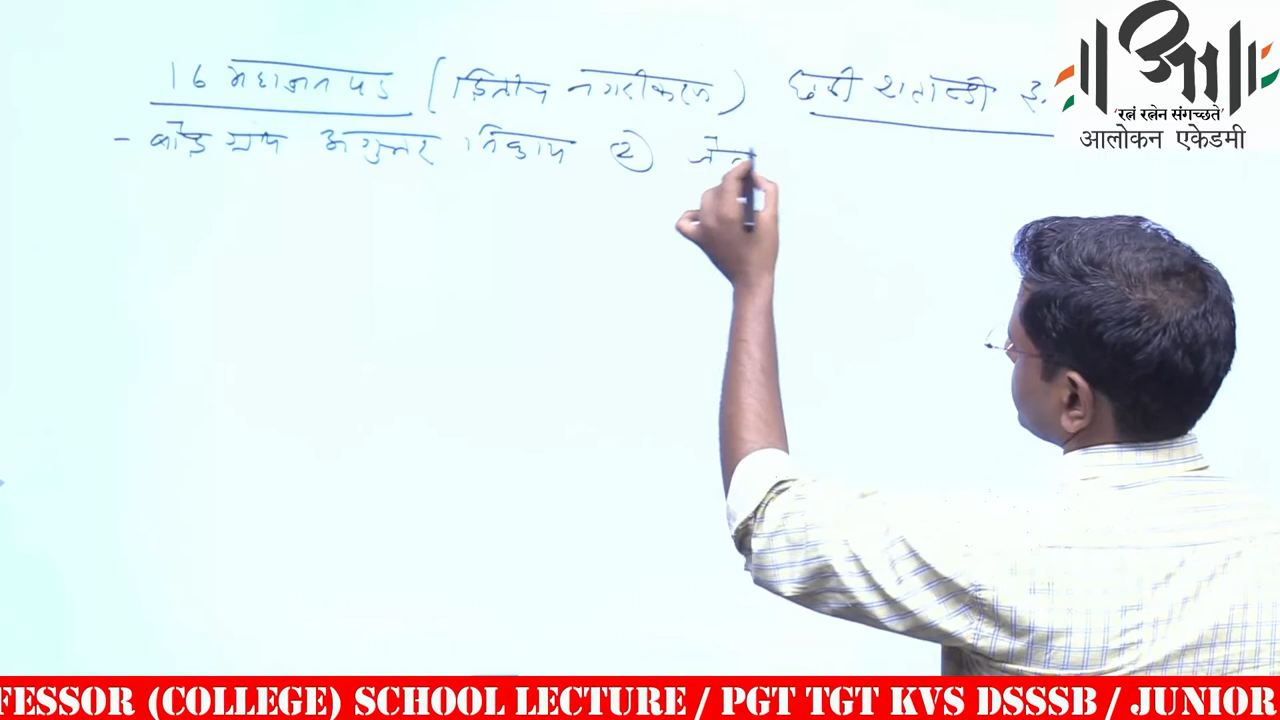 16 महाजनपद (द्वितीय नगरीकरण) छठी शताब्दी ई.
- बौद्ध ग्रंथ अंगुत्तर निकाय (2) जैन
आ
'रत्नं रत्नेन संगच्छते'
आलोकन एकेडमी
FESSOR (COLLEGE) SCHOOL LECTURE / PGT TGT KVS DSSSB / JUNIOR